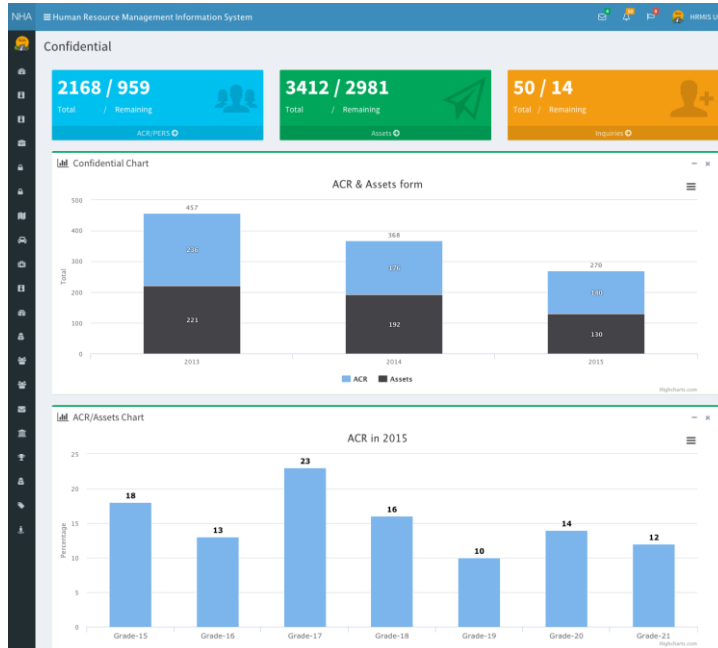 NHA Human Resource Management Information System HRMIS U
Confidential
2168 / 959
Total / Remaining
ACR/PERS
3412 / 2981
Total / Remaining
Assets
50 / 14
Total / Remaining
Inquiries
Confidential Chart
ACR & Assets form
Total
500
400
300
200
100
0
457
236
221
368
176
192
270
140
130
2013 2014 2015
ACR Assets
Highcharts.com
ACR/Assets Chart
ACR in 2015
Percentage
25
20
15
10
5
0
18
13
23
16
10
14
12
Grade-15 Grade-16 Grade-17 Grade-18 Grade-19 Grade-20 Grade-21
Highcharts.com